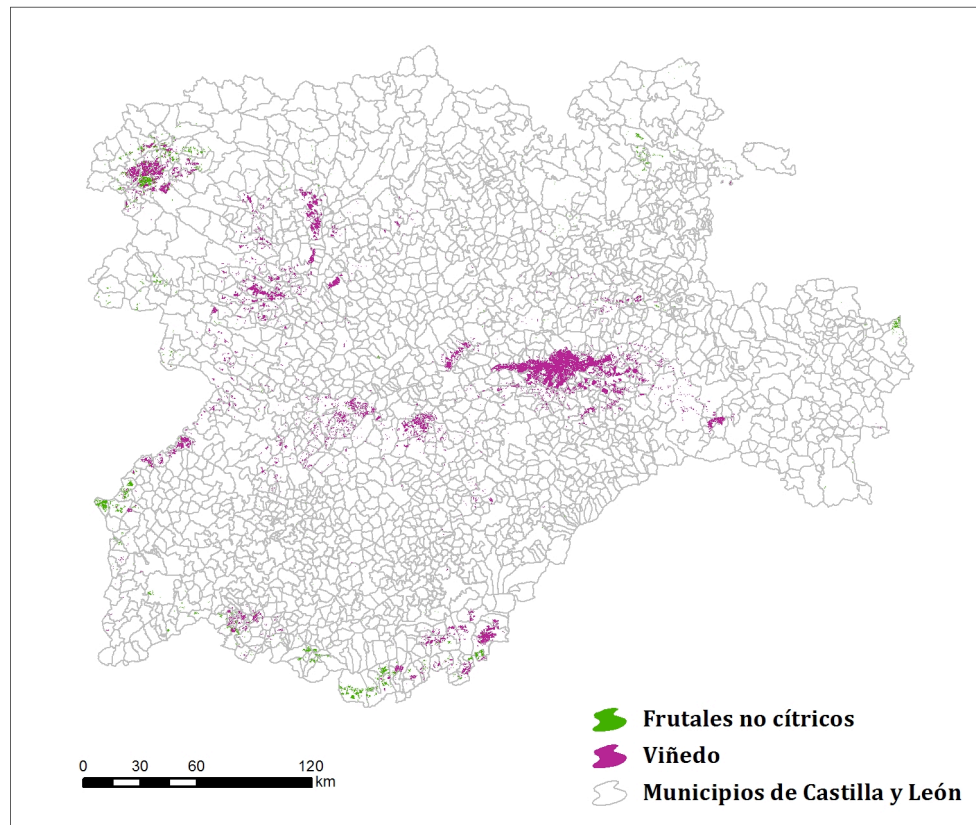 Frutales no cítricos
Viñedo
Municipios de Castilla y León
0 30 60 120
km